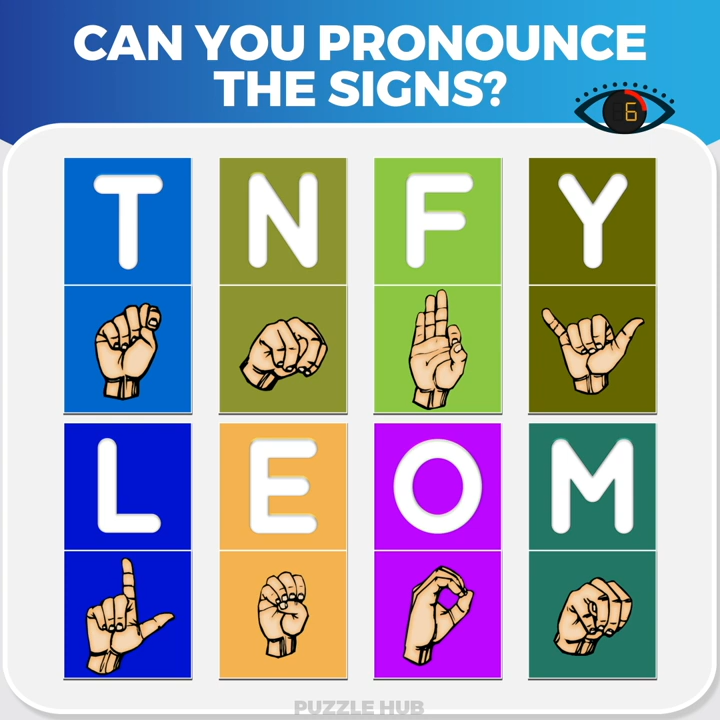 CAN YOU PRONOUNCE
THE SIGNS?
6
T N F Y
L E O M
PUZZLE HUB